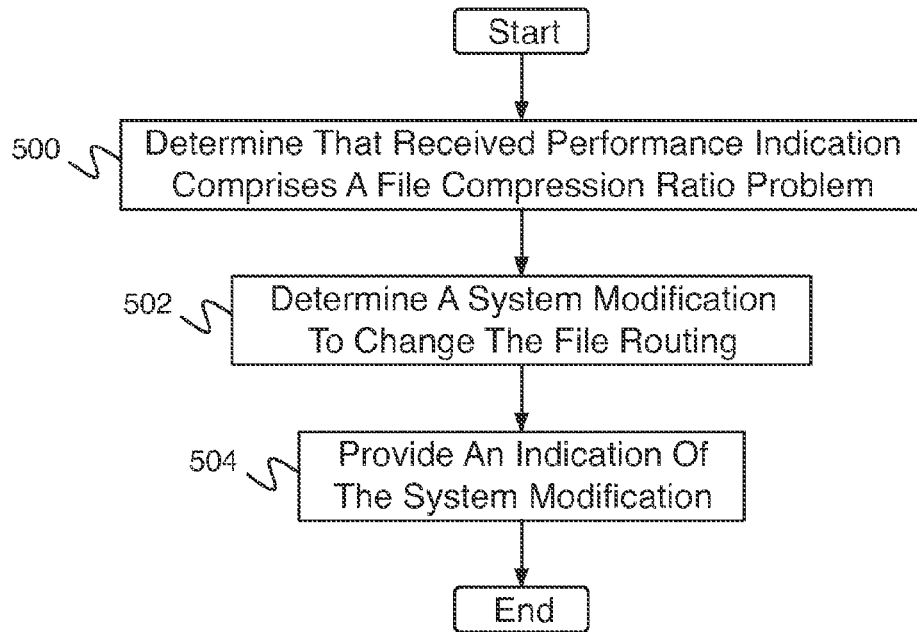 Start
500
Determine That Received Performance Indication
Comprises A File Compression Ratio Problem
502
Determine A System Modification
To Change The File Routing
504
Provide An Indication Of
The System Modification
End